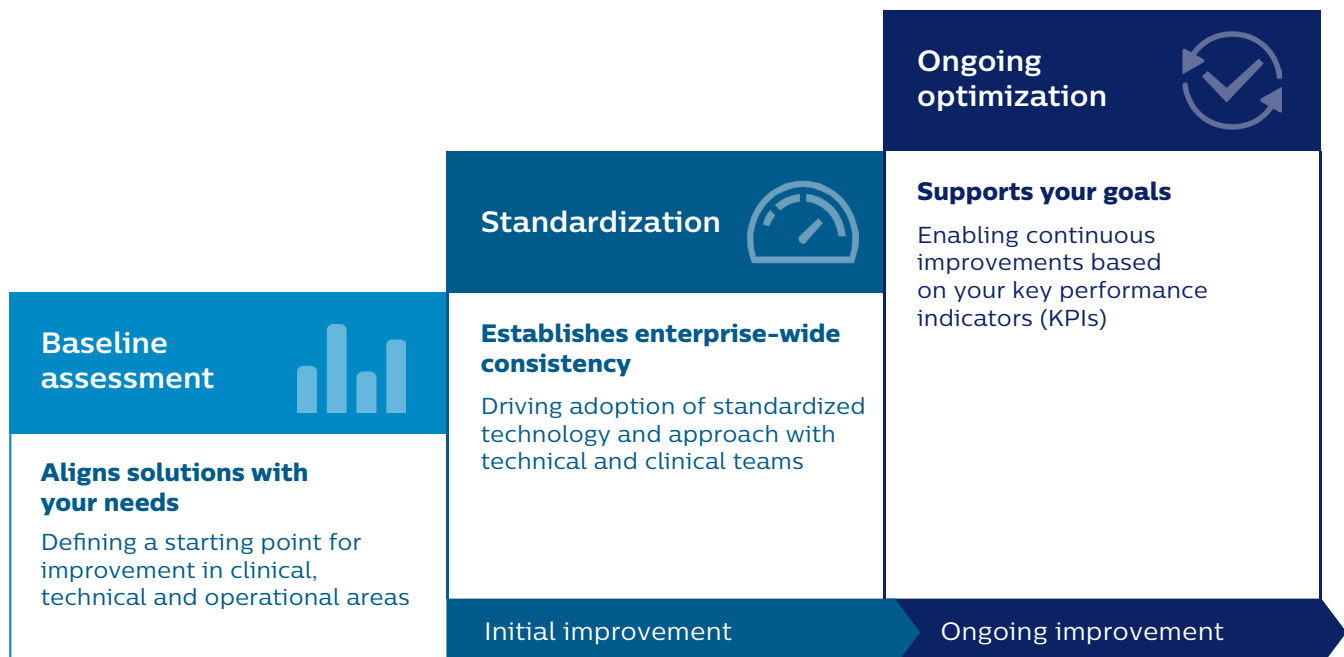 Baseline
assessment
Aligns solutions with
your needs
Defining a starting point for
improvement in clinical,
technical and operational areas
Standardization
Establishes enterprise-wide
consistency
Driving adoption of standardized
technology and approach with
technical and clinical teams
Initial improvement
Ongoing
optimization
Supports your goals
Enabling continuous
improvements based
on your key performance
indicators (KPIs)
Ongoing improvement